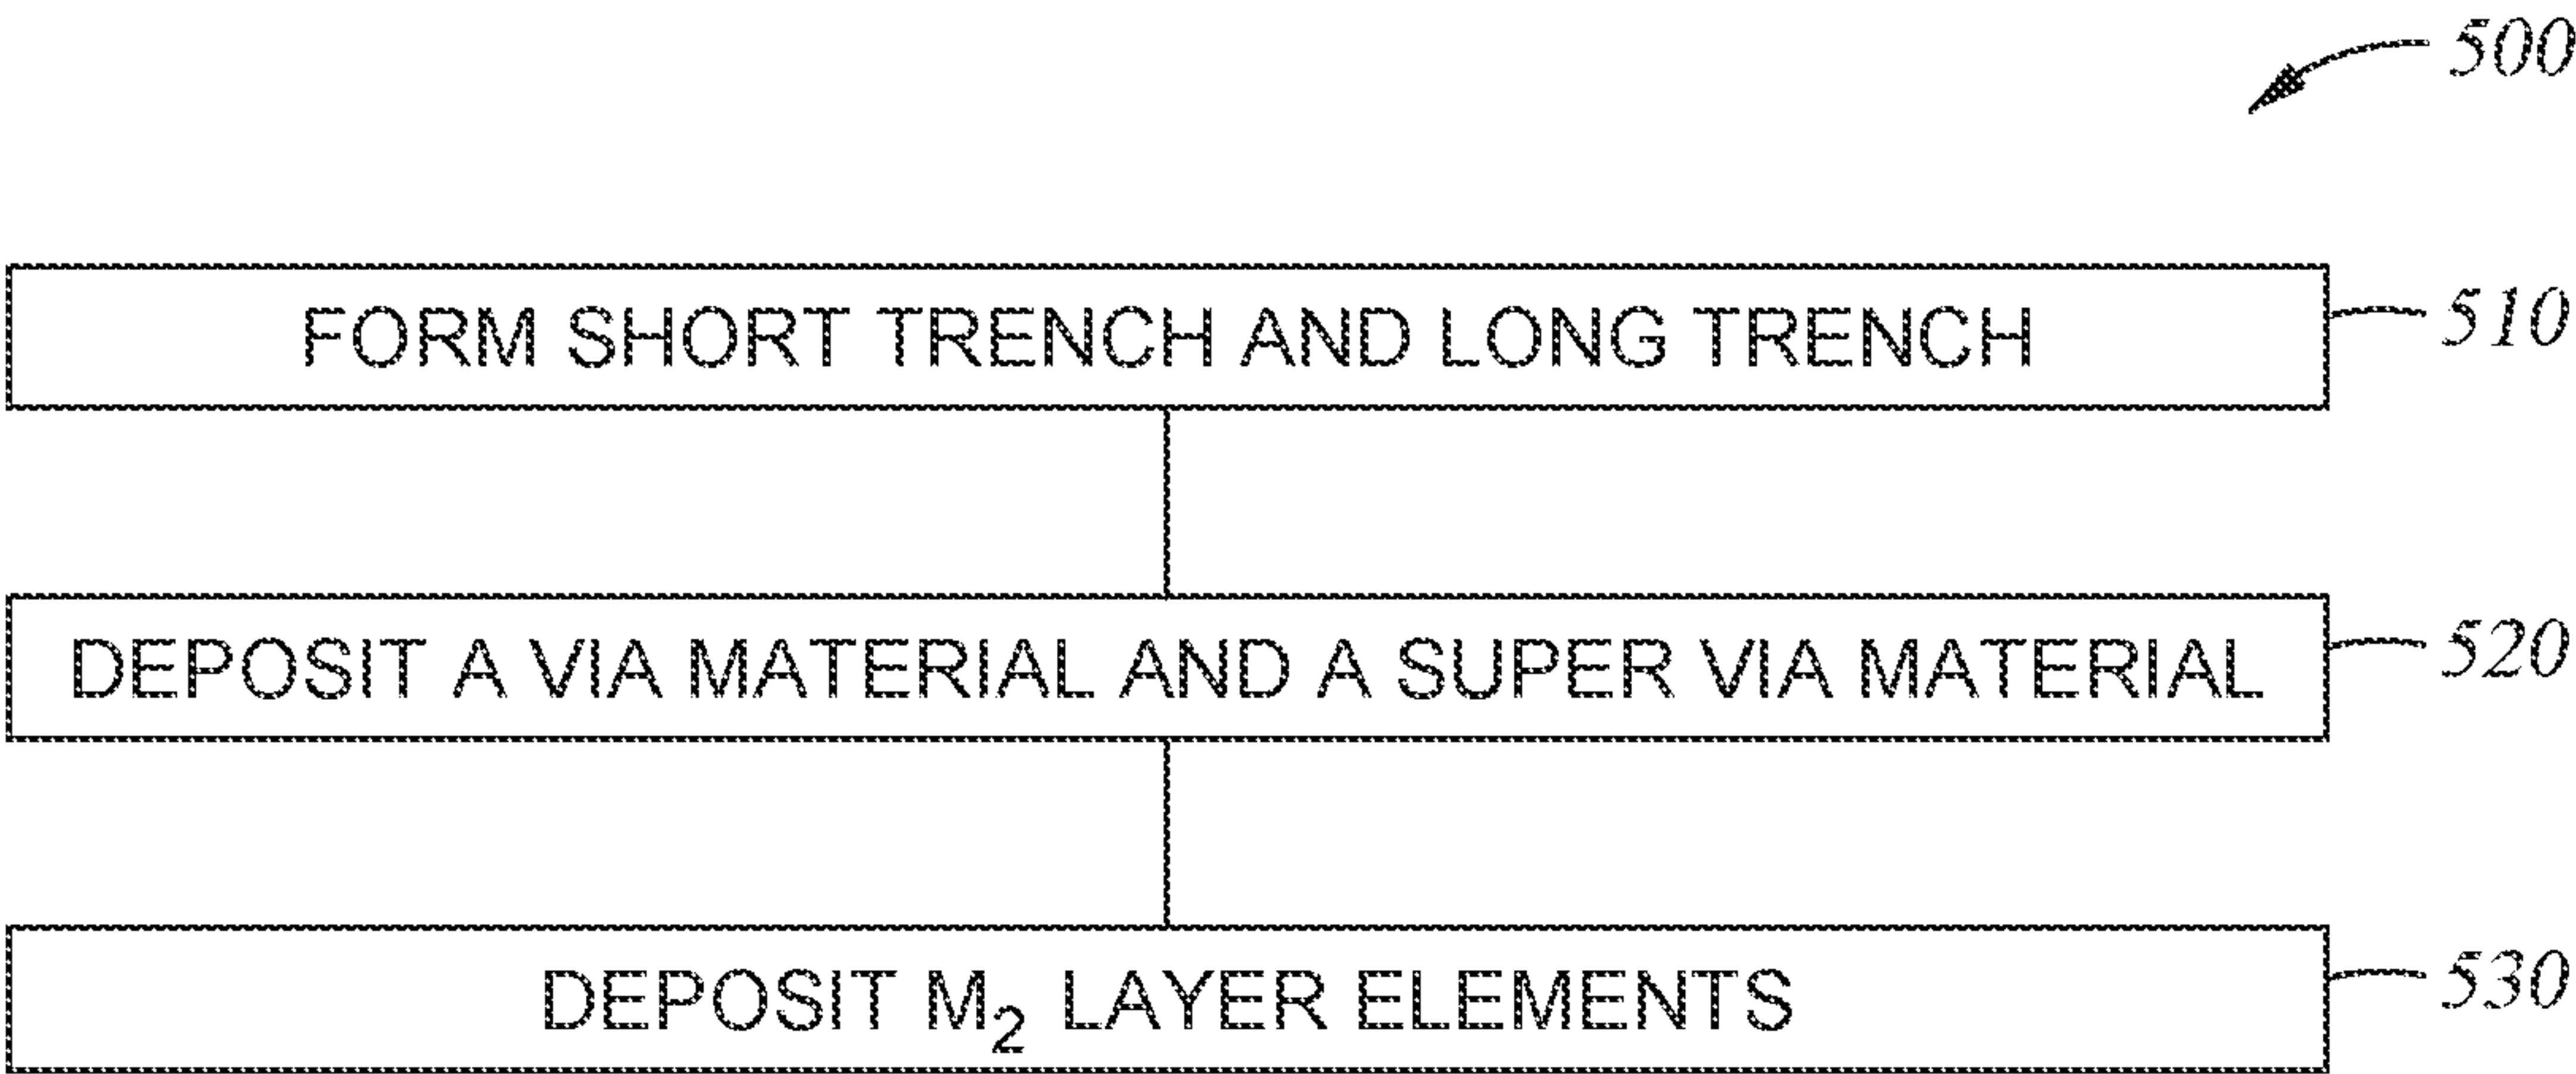 500
FORM SHORT TRENCH AND LONG TRENCH 510
DEPOSIT A VIA MATERIAL AND A SUPER VIA MATERIAL 520
DEPOSIT M₂ LAYER ELEMENTS 530